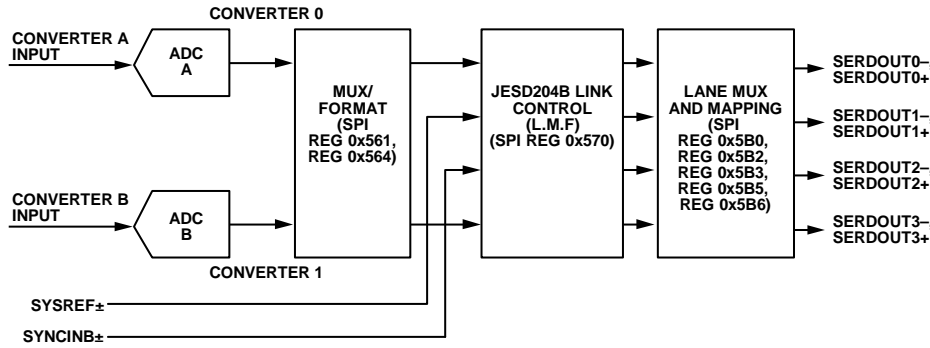 CONVERTER 0
CONVERTER A
INPUT
ADC
A
MUX/
FORMAT
(SPI
REG 0x561,
REG 0x564)
JESD204B LINK
CONTROL
(L.M.F)
(SPI REG 0x570)
LANE MUX
AND MAPPING
(SPI
REG 0x5B0,
REG 0x5B2,
REG 0x5B3,
REG 0x5B5,
REG 0x5B6)
SERDOUT0–,
SERDOUT0+
SERDOUT1–,
SERDOUT1+
SERDOUT2–,
SERDOUT2+
SERDOUT3–,
SERDOUT3+
CONVERTER B
INPUT
ADC
B
CONVERTER 1
SYSREF±
SYNCINB±